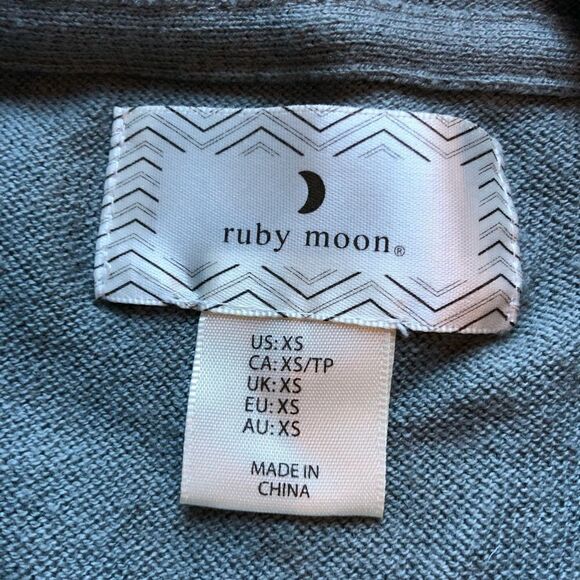 ruby moon®
US: XS
CA: XS/TP
UK: XS
EU: XS
AU: XS
MADE IN
CHINA